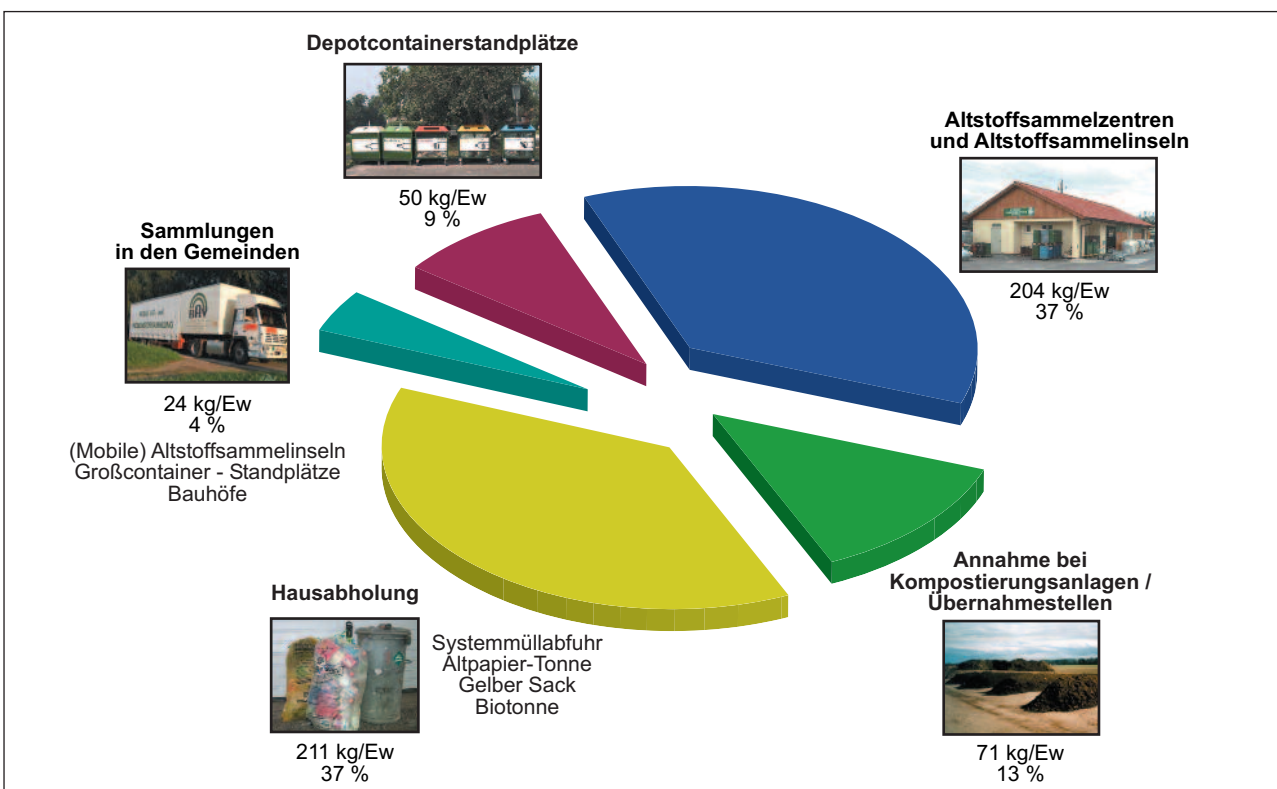 Depotcontainerstandplätze
50 kg/Ew
9 %
Altstoffsammelzentren
und Altstoffsammelinseln
204 kg/Ew
37 %
Sammlungen
in den Gemeinden
24 kg/Ew
4 %
(Mobile) Altstoffsammelinseln
Großcontainer - Standplätze
Bauhöfe
Hausabholung
211 kg/Ew
37 %
Systemmüllabfuhr
Altpapier-Tonne
Gelber Sack
Biotonne
Annahme bei
Kompostierungsanlagen /
Übernahmestellen
71 kg/Ew
13 %